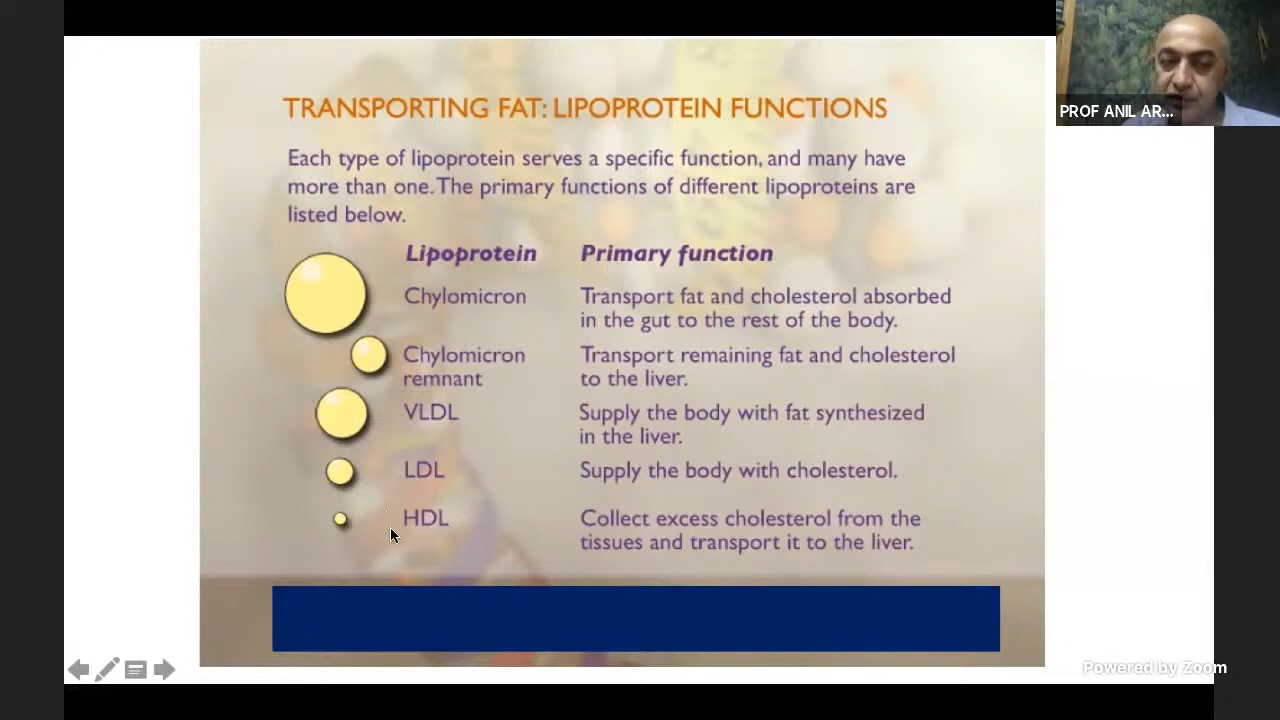 PROF ANIL AR...
TRANSPORTING FAT: LIPOPROTEIN FUNCTIONS
Each type of lipoprotein serves a specific function, and many have
more than one. The primary functions of different lipoproteins are
listed below.
Lipoprotein Primary function
Chylomicron Transport fat and cholesterol absorbed
in the gut to the rest of the body.
Chylomicron Transport remaining fat and cholesterol
remnant to the liver.
VLDL Supply the body with fat synthesized
in the liver.
LDL Supply the body with cholesterol.
HDL Collect excess cholesterol from the
tissues and transport it to the liver.
Powered by Zoom